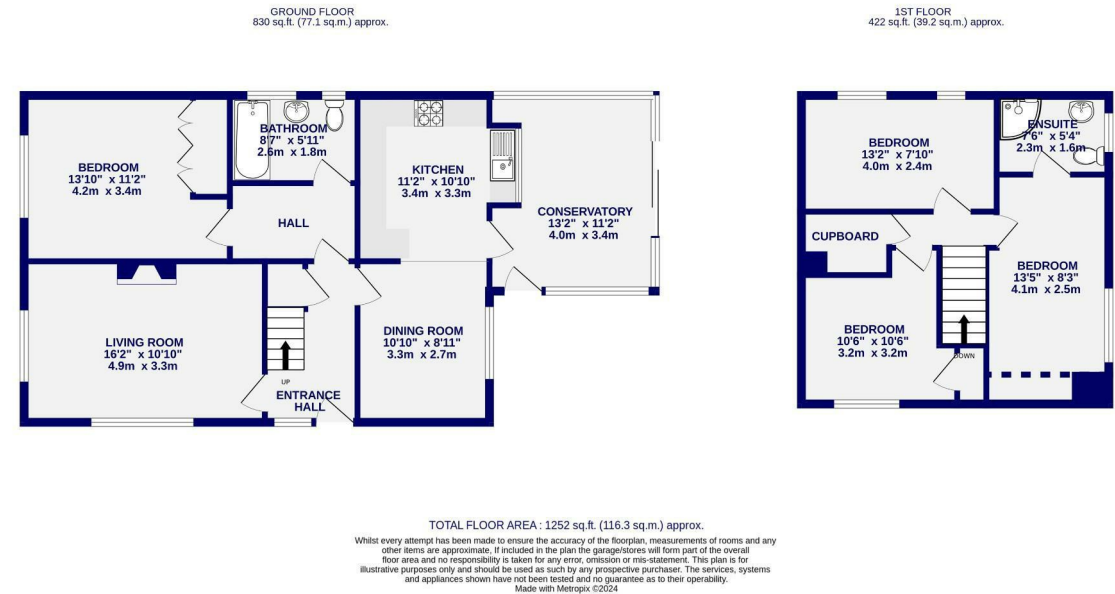 GROUND FLOOR
830 sq.ft. (77.1 sq.m.) approx.
1ST FLOOR
422 sq.ft. (39.2 sq.m.) approx.
BEDROOM
13'10" x 11'2"
4.2m x 3.4m
BATHROOM
8'7" x 5'11"
2.6m x 1.8m
KITCHEN
11'2" x 10'10"
3.4m x 3.3m
CONSERVATORY
13'2" x 11'2"
4.0m x 3.4m
HALL
LIVING ROOM
16'2" x 10'10"
4.9m x 3.3m
UP
ENTRANCE
HALL
DINING ROOM
10'10" x 8'11"
3.3m x 2.7m
BEDROOM
13'2" x 7'10"
4.0m x 2.4m
ENSUITE
7'6" x 5'4"
2.3m x 1.6m
CUPBOARD
BEDROOM
13'5" x 8'3"
4.1m x 2.5m
BEDROOM
10'6" x 10'6"
3.2m x 3.2m
DOWN
TOTAL FLOOR AREA : 1252 sq.ft. (116.3 sq.m.) approx.
Whilst every attempt has been made to ensure the accuracy of the floorplan, measurements of rooms and any
other items are approximate, If included in the plan the garage/stores will form part of the overall
floor area and no responsibility is taken for any error, omission or mis-statement. This plan is for
illustrative purposes only and should be used as such by any prospective purchaser. The services, systems
and appliances shown have not been tested and no guarantee as to their operability.
Made with Metropix ©2024